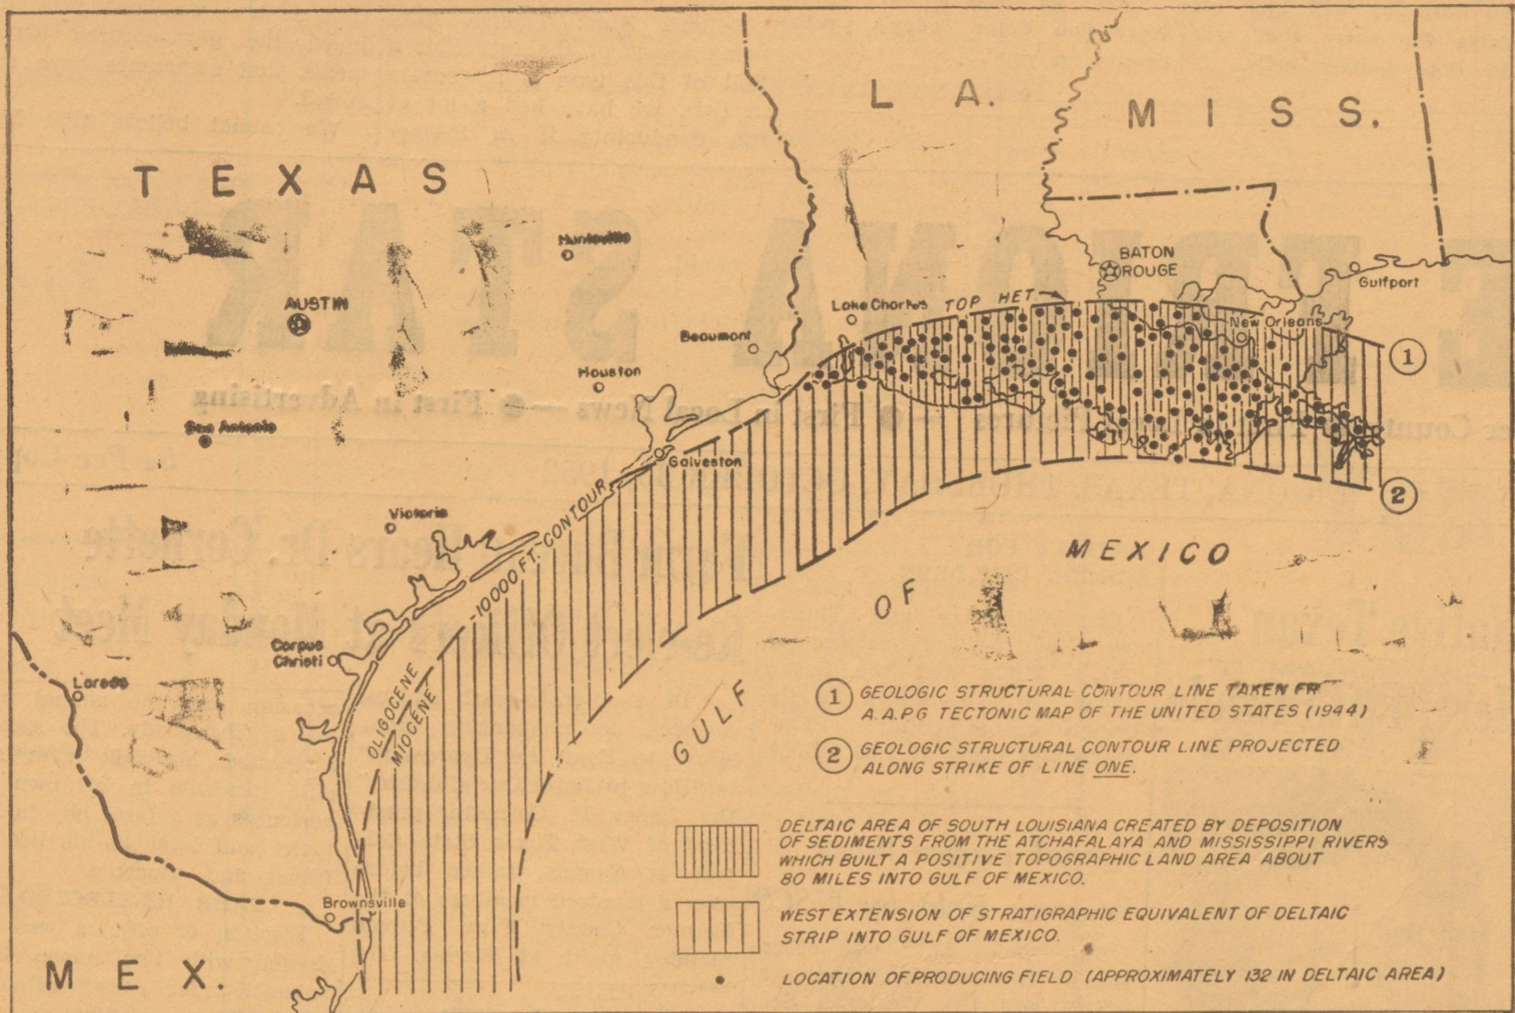 TEXAS
LA.
MISS.
Huntsville
AUSTIN
BATON
ROUGE
Gulfport
Lake Charles
TOP HET
New Orleans
Beaumont
Houston
San Antonio
Galveston
1
2
Victoria
-10000 FT. CONTOUR
Corpus
Christi
Laredo
OLIGOCENE
MIOCENE
GULF
OF
MEXICO
Brownsville
MEX.
1 GEOLOGIC STRUCTURAL CONTOUR LINE TAKEN FR
A.A.P.G TECTONIC MAP OF THE UNITED STATES (1944)
2 GEOLOGIC STRUCTURAL CONTOUR LINE PROJECTED
ALONG STRIKE OF LINE ONE.
DELTAIC AREA OF SOUTH LOUISIANA CREATED BY DEPOSITION
OF SEDIMENTS FROM THE ATCHAFALAYA AND MISSISSIPPI RIVERS
WHICH BUILT A POSITIVE TOPOGRAPHIC LAND AREA ABOUT
80 MILES INTO GULF OF MEXICO.
WEST EXTENSION OF STRATIGRAPHIC EQUIVALENT OF DELTAIC
STRIP INTO GULF OF MEXICO.
LOCATION OF PRODUCING FIELD (APPROXIMATELY 132 IN DELTAIC AREA)